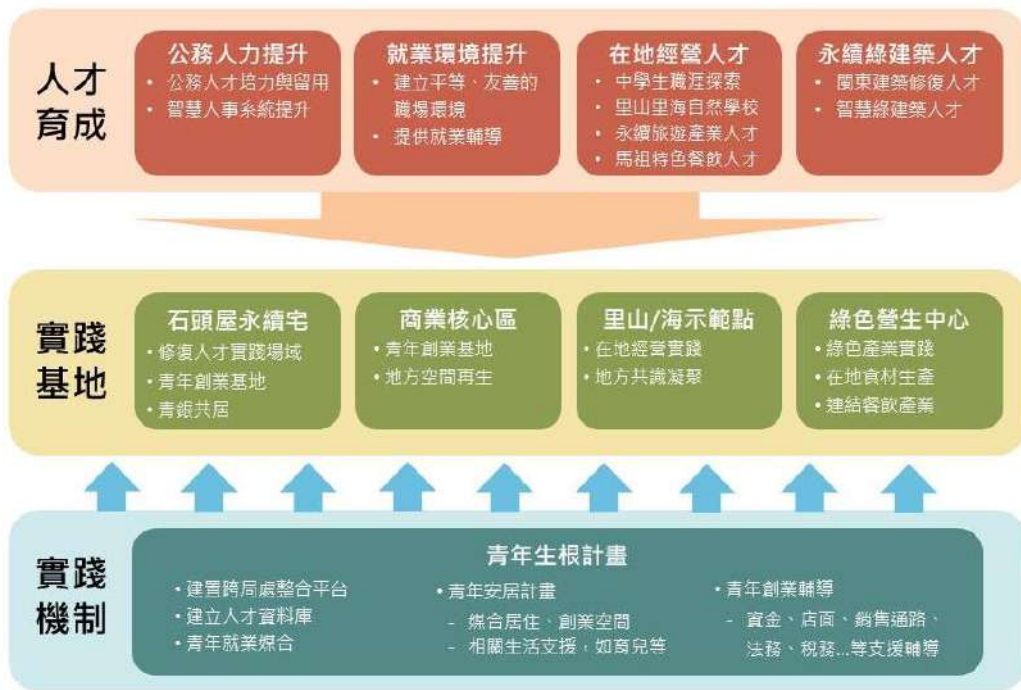 人才
育成
公務人力提升
• 公務人才培力與留用
• 智慧人事系統提升
就業環境提升
• 建立平等、友善的
職場環境
• 提供就業輔導
在地經營人才
• 中學生職涯探索
• 里山里海自然學校
• 永續旅遊產業人才
• 馬祖特色餐飲人才
永續綠建築人才
• 閩東建築修復人才
• 智慧綠建築人才
實踐
基地
石頭屋永續宅
• 修復人才實踐場域
• 青年創業基地
• 青銀共居
商業核心區
• 青年創業基地
• 地方空間再生
里山/海示範點
• 在地經營實踐
• 地方共識凝聚
綠色營生中心
• 綠色產業實踐
• 在地食材生產
• 連結餐飲產業
實踐
機制
青年生根計畫
• 建置跨局處整合平台
• 建立人才資料庫
• 青年就業媒合
• 青年安居計畫
- 媒合居住、創業空間
- 相關生活支援，如育兒等
• 青年創業輔導
- 資金、店面、銷售通路、
法務、稅務...等支援輔導